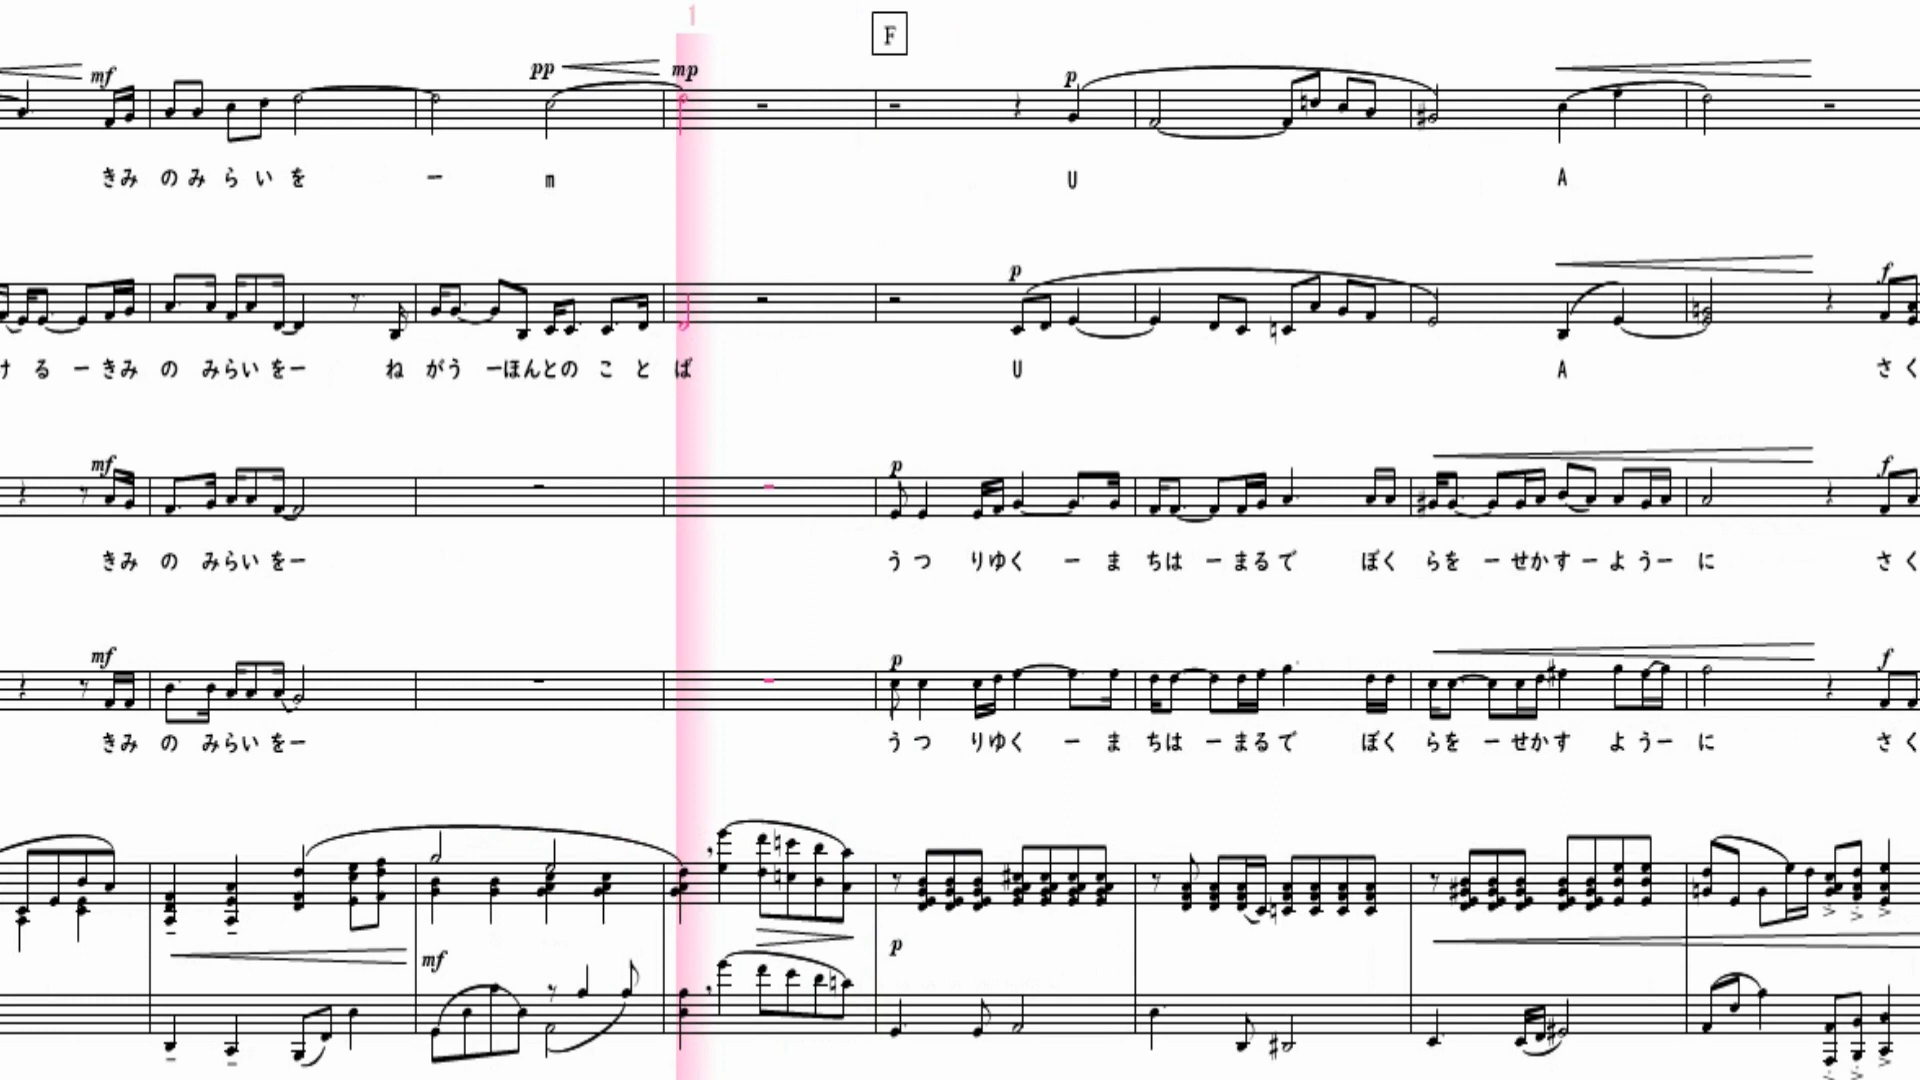 1
F
mf pp mp p
きみ のみらいを ー m U A
p f
ける ーきみ の みらいをー ね がう ーほんとの こ と ば U A さく
mf p f
きみ の みらいをー うつ りゆく ー ま ちは ーまるで ぼく らを ーせかすーようー に さく
mf p f
きみ の みらいをー うつ りゆく ー ま ちは ーまるで ぼく らを ーせかす ようー に さく
mf p